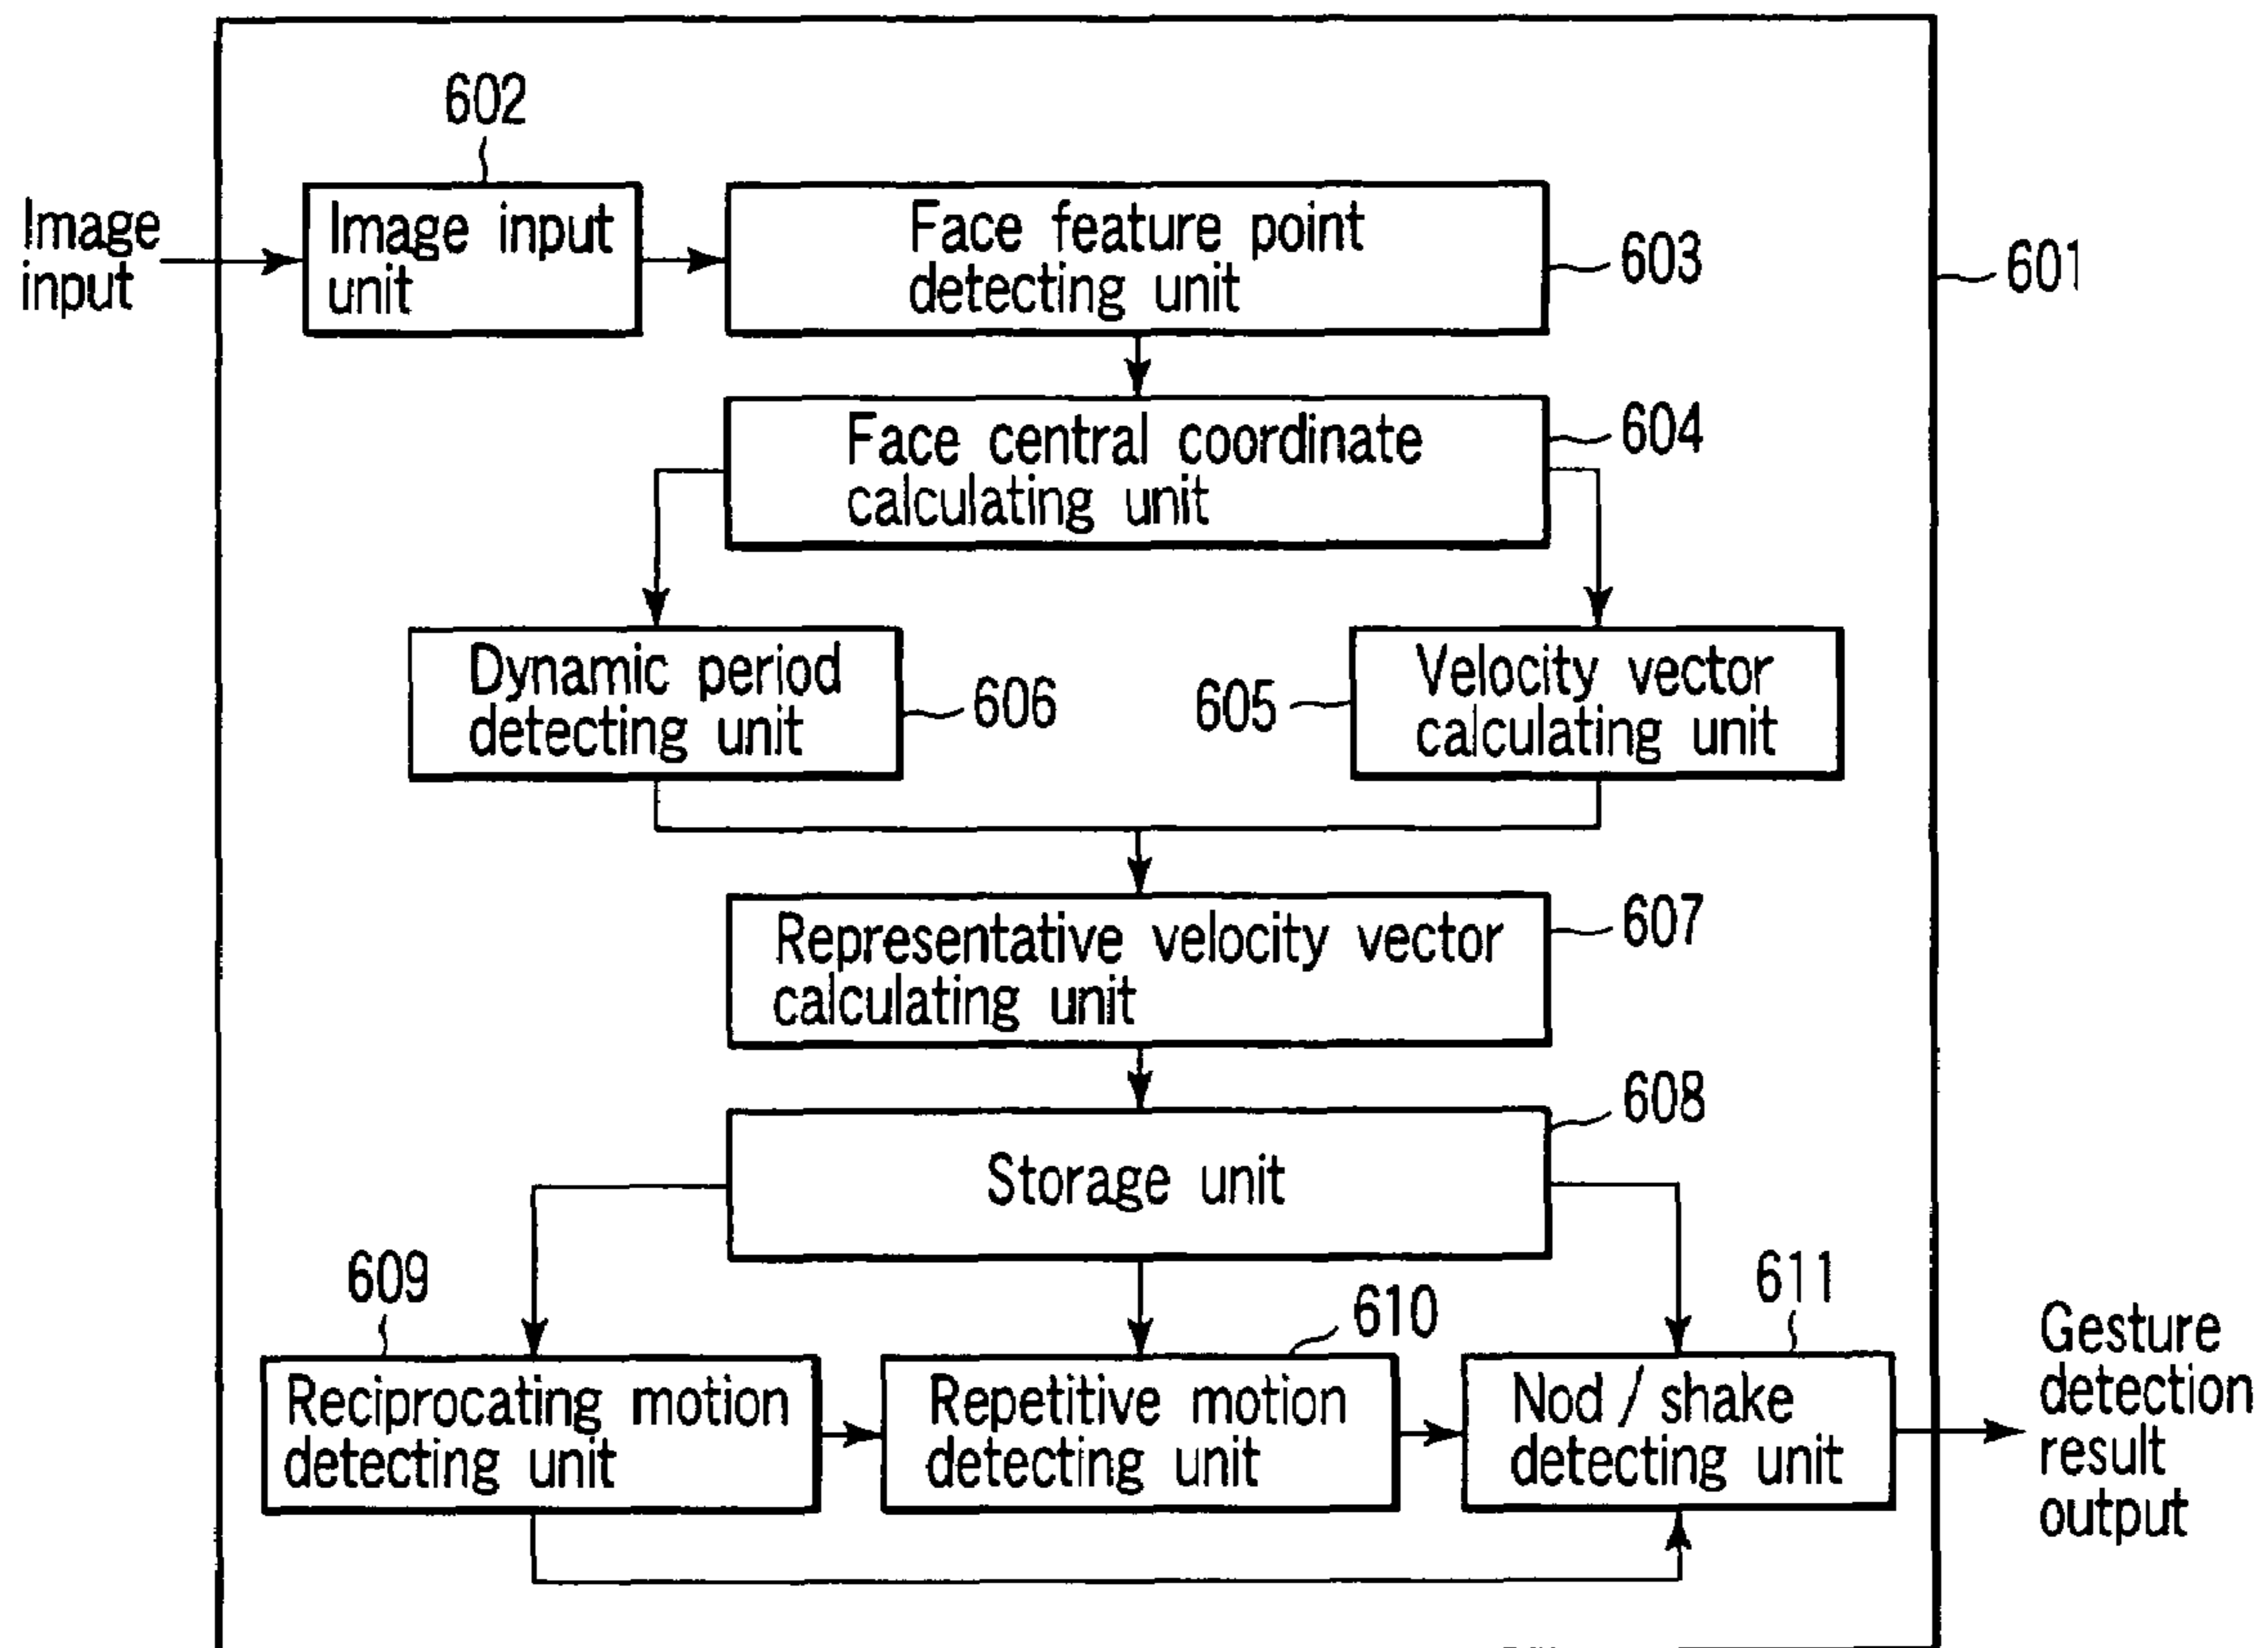 602
Image
input
Image input
unit
Face feature point
detecting unit
603
601
Face central coordinate
calculating unit
604
Dynamic period
detecting unit
606
605
Velocity vector
calculating unit
Representative velocity vector
calculating unit
607
608
Storage unit
609
610
611
Reciprocating motion
detecting unit
Repetitive motion
detecting unit
Nod / shake
detecting unit
Gesture
detection
result
output